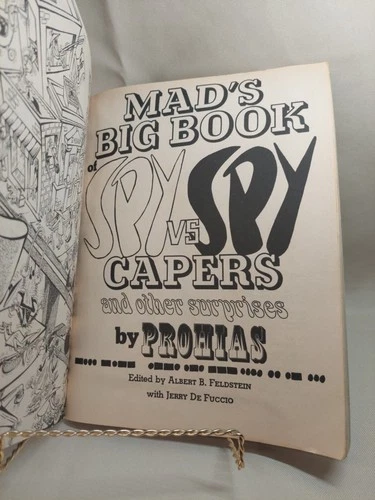 MAD'S
BIG BOOK
of SPY vs SPY
CAPERS
and other surprises
by PROHIAS
Edited by ALBERT B. FELDSTEIN
with JERRY DE FUCCIO